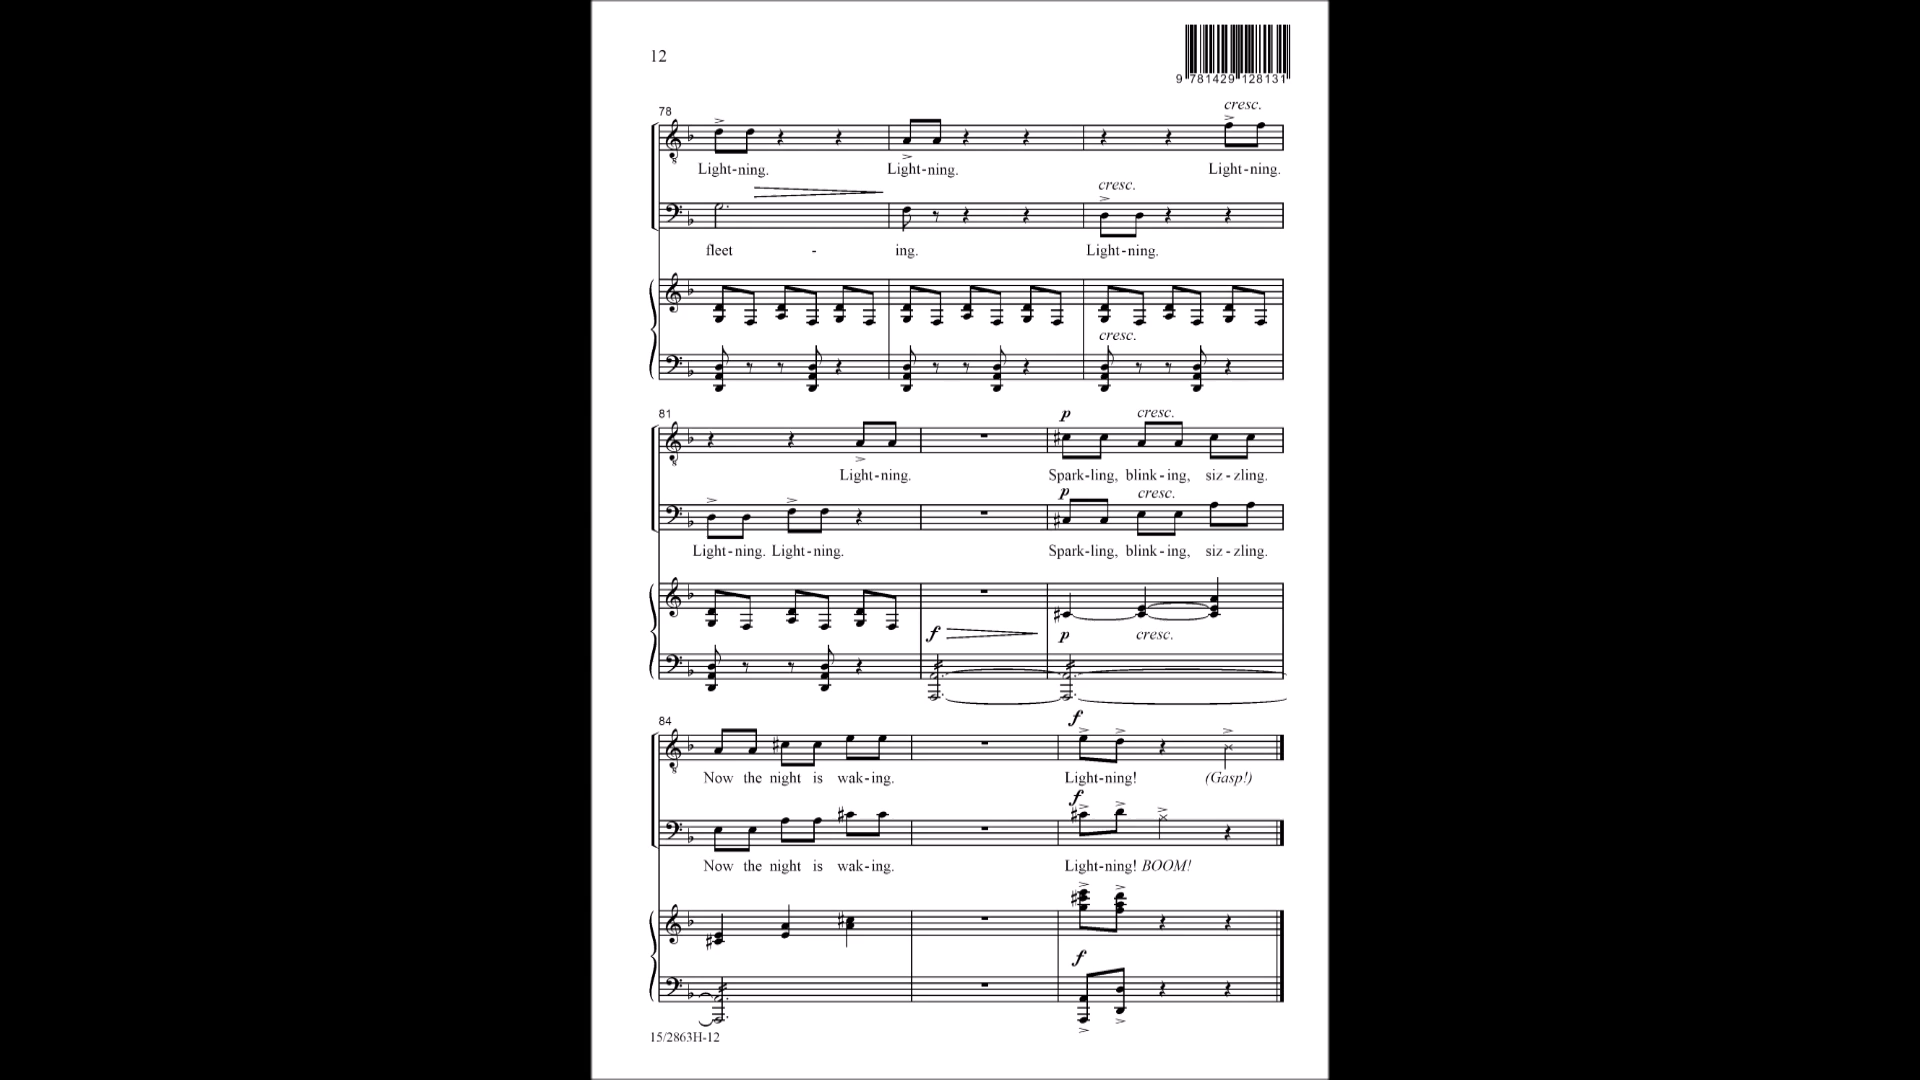 12
9 781429 128131
cresc.
78
Light-ning. Light-ning. Light-ning.
cresc.
fleet - ing. Light-ning.
cresc.
p cresc.
81
Light-ning. Spark-ling, blink-ing, siz-zling.
p cresc.
Light-ning. Light-ning. Spark-ling, blink-ing, siz-zling.
f p cresc.
f
84
Now the night is wak-ing. Light-ning! (Gasp!)
f
Now the night is wak-ing. Light-ning! BOOM!
f
15/2863H-12